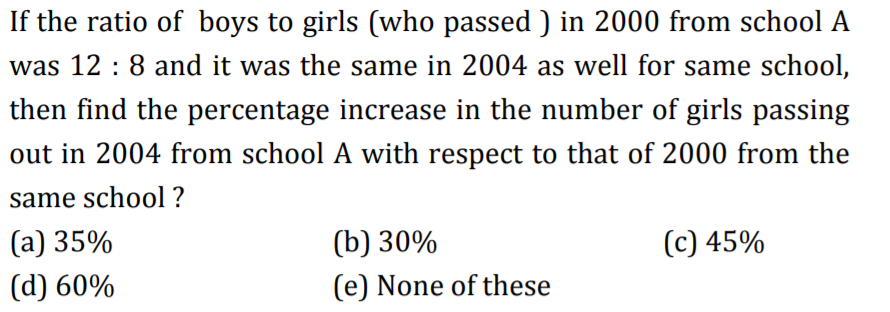 If the ratio of boys to girls (who passed ) in 2000 from school A
was 12 : 8 and it was the same in 2004 as well for same school,
then find the percentage increase in the number of girls passing
out in 2004 from school A with respect to that of 2000 from the
same school ?
(a) 35% (b) 30% (c) 45%
(d) 60% (e) None of these